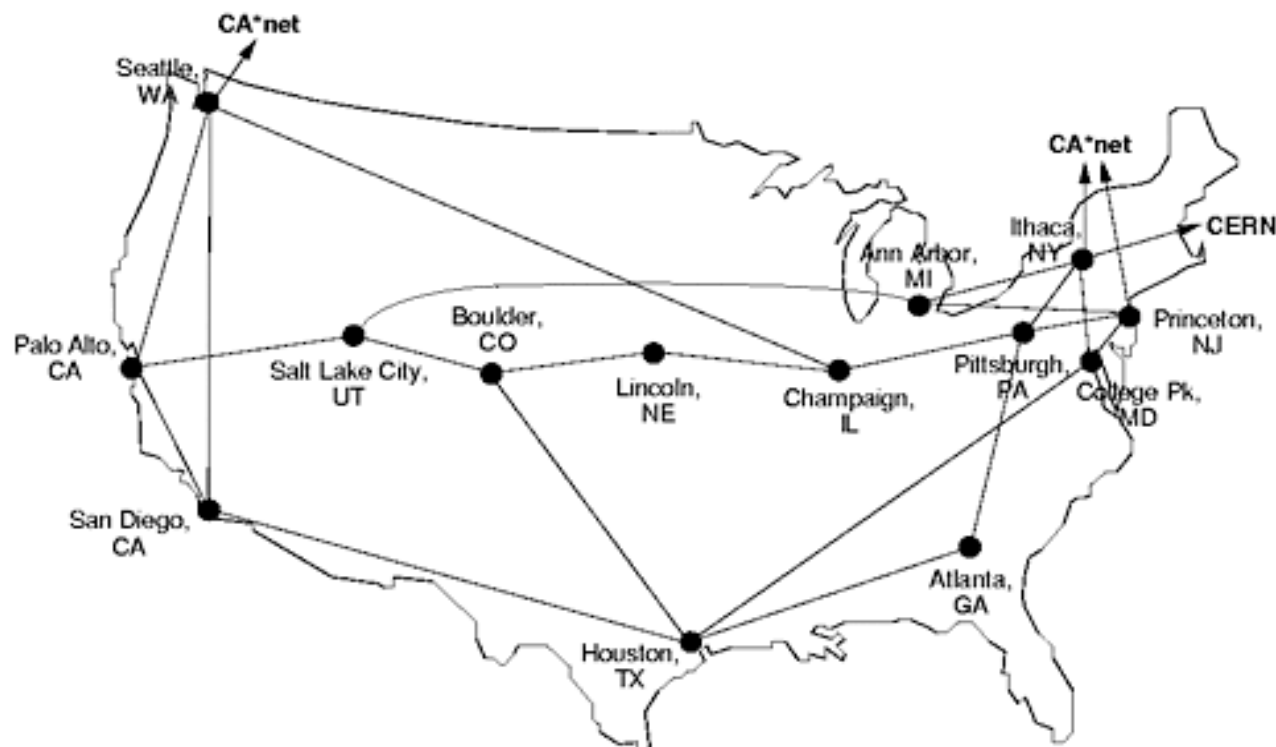 CA*net
Seattle,
WA
CA*net
Ithaca,
NY
CERN
Ann Arbor,
MI
Boulder,
CO
Palo Alto,
CA
Salt Lake City,
UT
Lincoln,
NE
Champaign,
IL
Pittsburgh,
PA
Princeton,
NJ
College Pk,
MD
San Diego,
CA
Atlanta,
GA
Houston,
TX